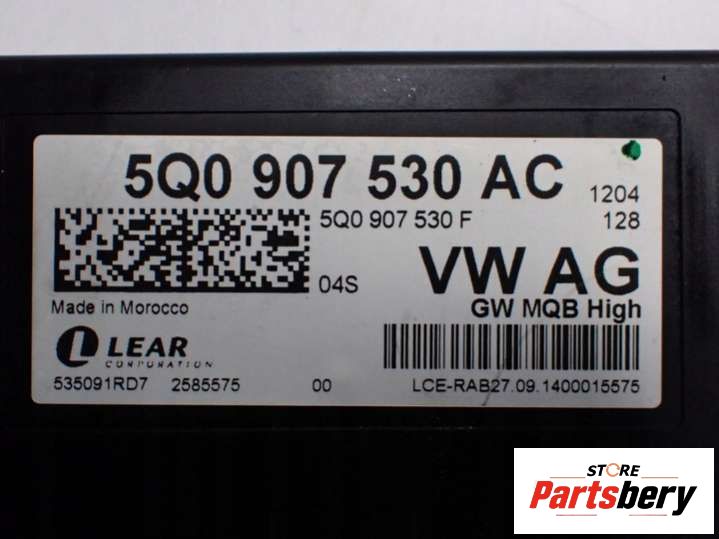 5Q0 907 530 AC 1204
5Q0 907 530 F 128
04S VW AG
Made in Morocco GW MQB High
LEAR
CORPORATION
535091RD7 2585575 00 LCE-RAB27.09.1400015575
STORE
Partsbery